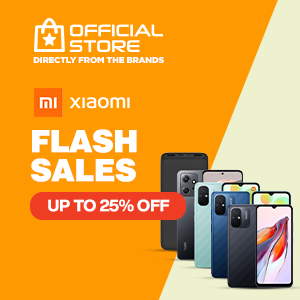 OFFICIAL
STORE
DIRECTLY FROM THE BRANDS
mi xiaomi
FLASH
SALES
UP TO 25% OFF